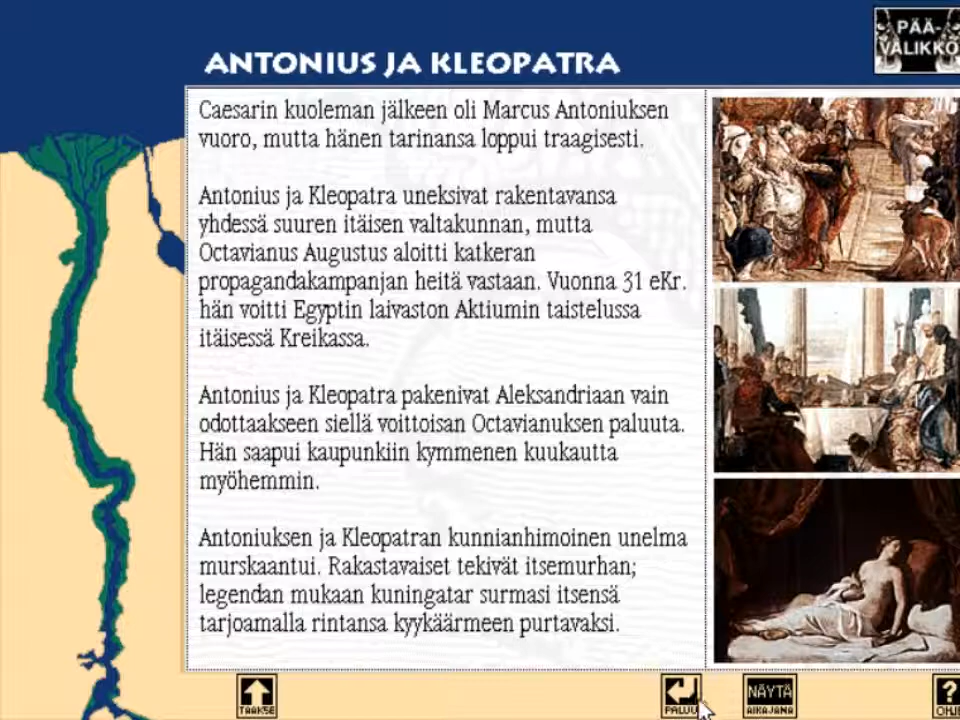 PÄÄ-
VALIKKO
ANTONIUS JA KLEOPATRA
Caesarin kuoleman jälkeen oli Marcus Antoniuksen
vuoro, mutta hänen tarinansa loppui traagisesti.
Antonius ja Kleopatra uneksivat rakentavansa
yhdessä suuren itäisen valtakunnan, mutta
Octavianus Augustus aloitti katkeran
propagandakampanjan heitä vastaan. Vuonna 31 eKr.
hän voitti Egyptin laivaston Aktiumin taistelussa
itäisessä Kreikassa.
Antonius ja Kleopatra pakenivat Aleksandriaan vain
odottaakseen siellä voittoisan Octavianuksen paluuta.
Hän saapui kaupunkiin kymmenen kuukautta
myöhemmin.
Antoniuksen ja Kleopatran kunnianhimoinen unelma
murskaantui. Rakastavaiset tekivät itsemurhan;
legendan mukaan kuningatar surmasi itsensä
tarjoamalla rintansa kyykäärmeen purtavaksi.
TAAKSE
PALUU
NÄYTÄ
AIKAJANA
?
OHJE